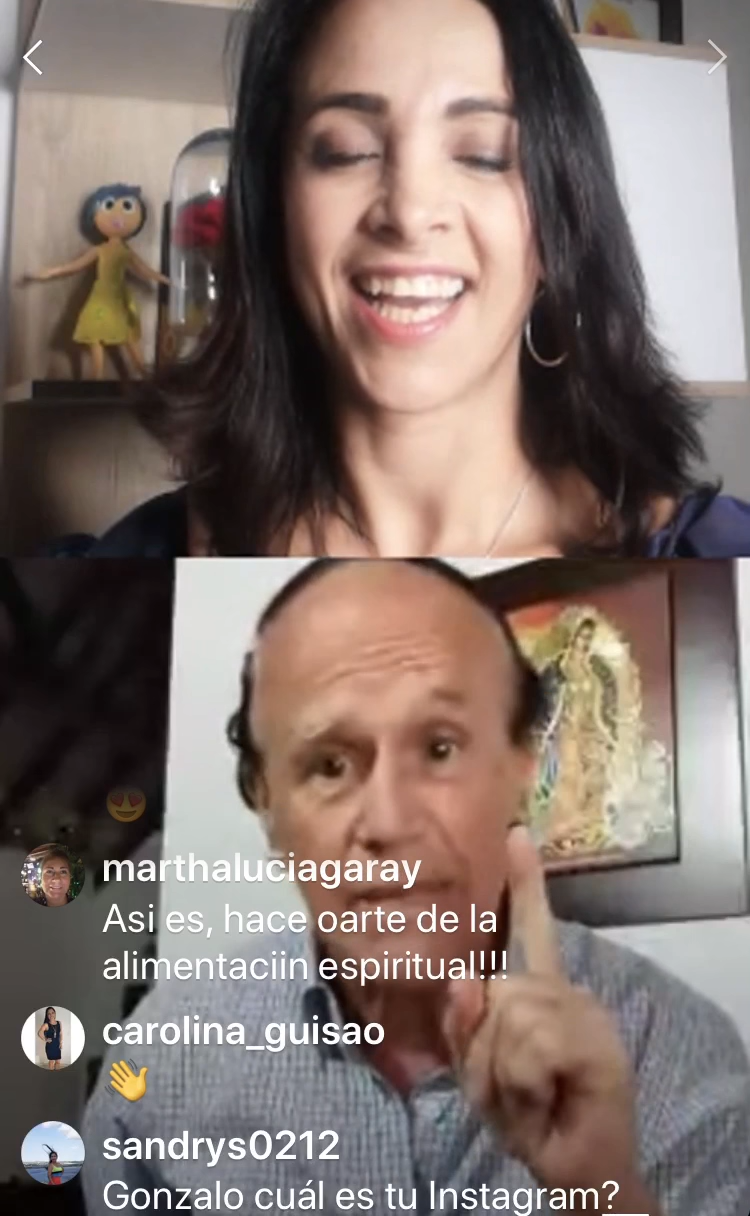 marthaluciagaray
Asi es, hace oarte de la
alimentaciin espiritual!!!
carolina_guisao
👋
sandrys0212
Gonzalo cuál es tu Instagram?